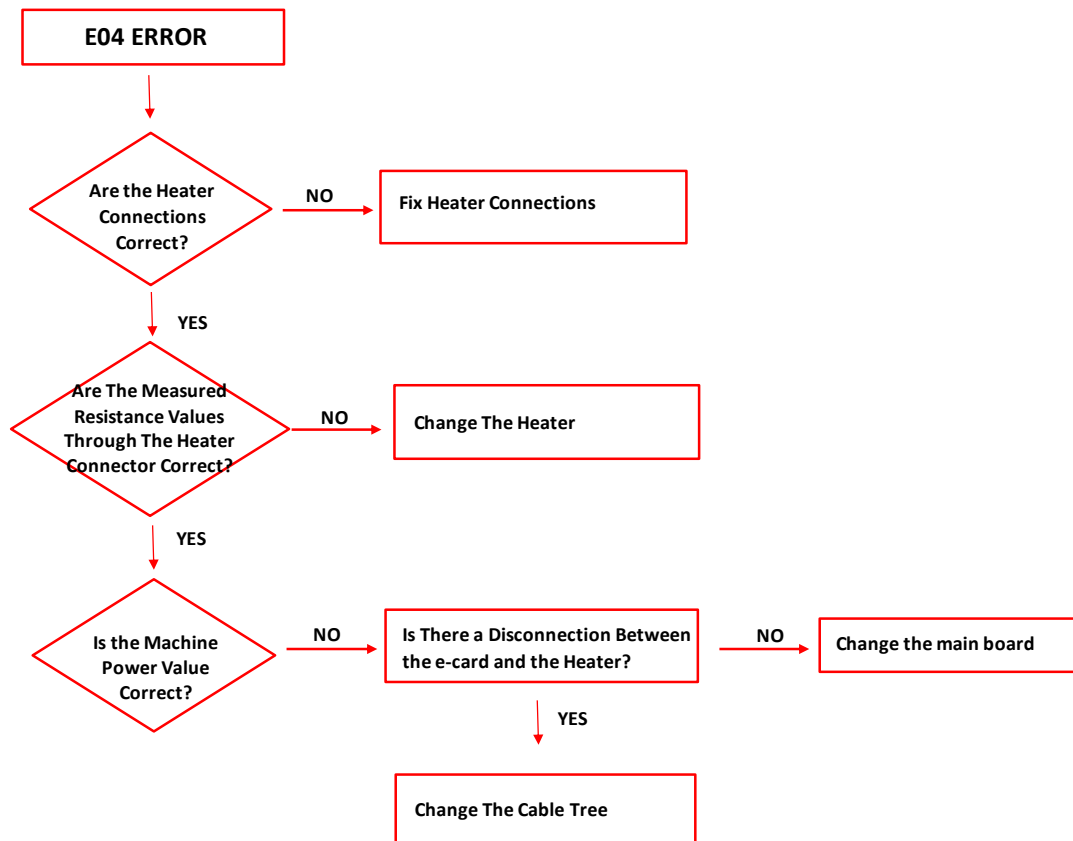 E04 ERROR
Are the Heater
Connections
Correct?
NO
Fix Heater Connections
YES
Are The Measured
Resistance Values
Through The Heater
Connector Correct?
NO
Change The Heater
YES
Is the Machine
Power Value
Correct?
NO
Is There a Disconnection Between
the e-card and the Heater?
NO
Change the main board
YES
Change The Cable Tree